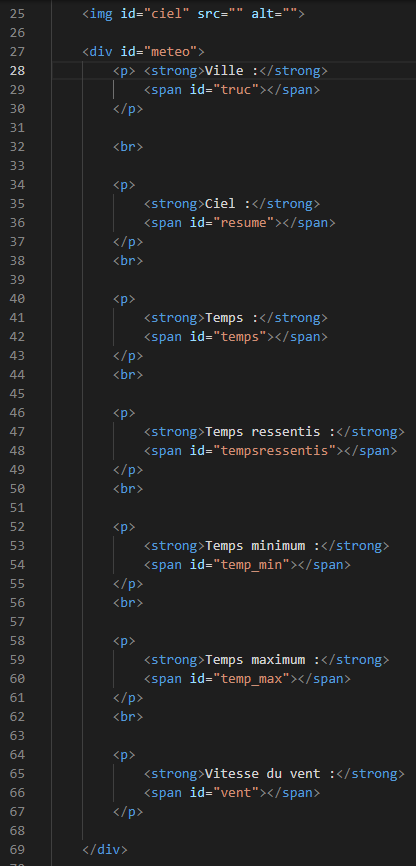 25 <img id="ciel" src="" alt="">
26
27 <div id="meteo">
28 <p> <strong>Ville :</strong>
29 <span id="truc"></span>
30 </p>
31
32 <br>
33
34 <p>
35 <strong>Ciel :</strong>
36 <span id="resume"></span>
37 </p>
38 <br>
39
40 <p>
41 <strong>Temps :</strong>
42 <span id="temps"></span>
43 </p>
44 <br>
45
46 <p>
47 <strong>Temps ressentis :</strong>
48 <span id="tempsressentis"></span>
49 </p>
50 <br>
51
52 <p>
53 <strong>Temps minimum :</strong>
54 <span id="temp_min"></span>
55 </p>
56 <br>
57
58 <p>
59 <strong>Temps maximum :</strong>
60 <span id="temp_max"></span>
61 </p>
62 <br>
63
64 <p>
65 <strong>Vitesse du vent :</strong>
66 <span id="vent"></span>
67 </p>
68
69 </div>